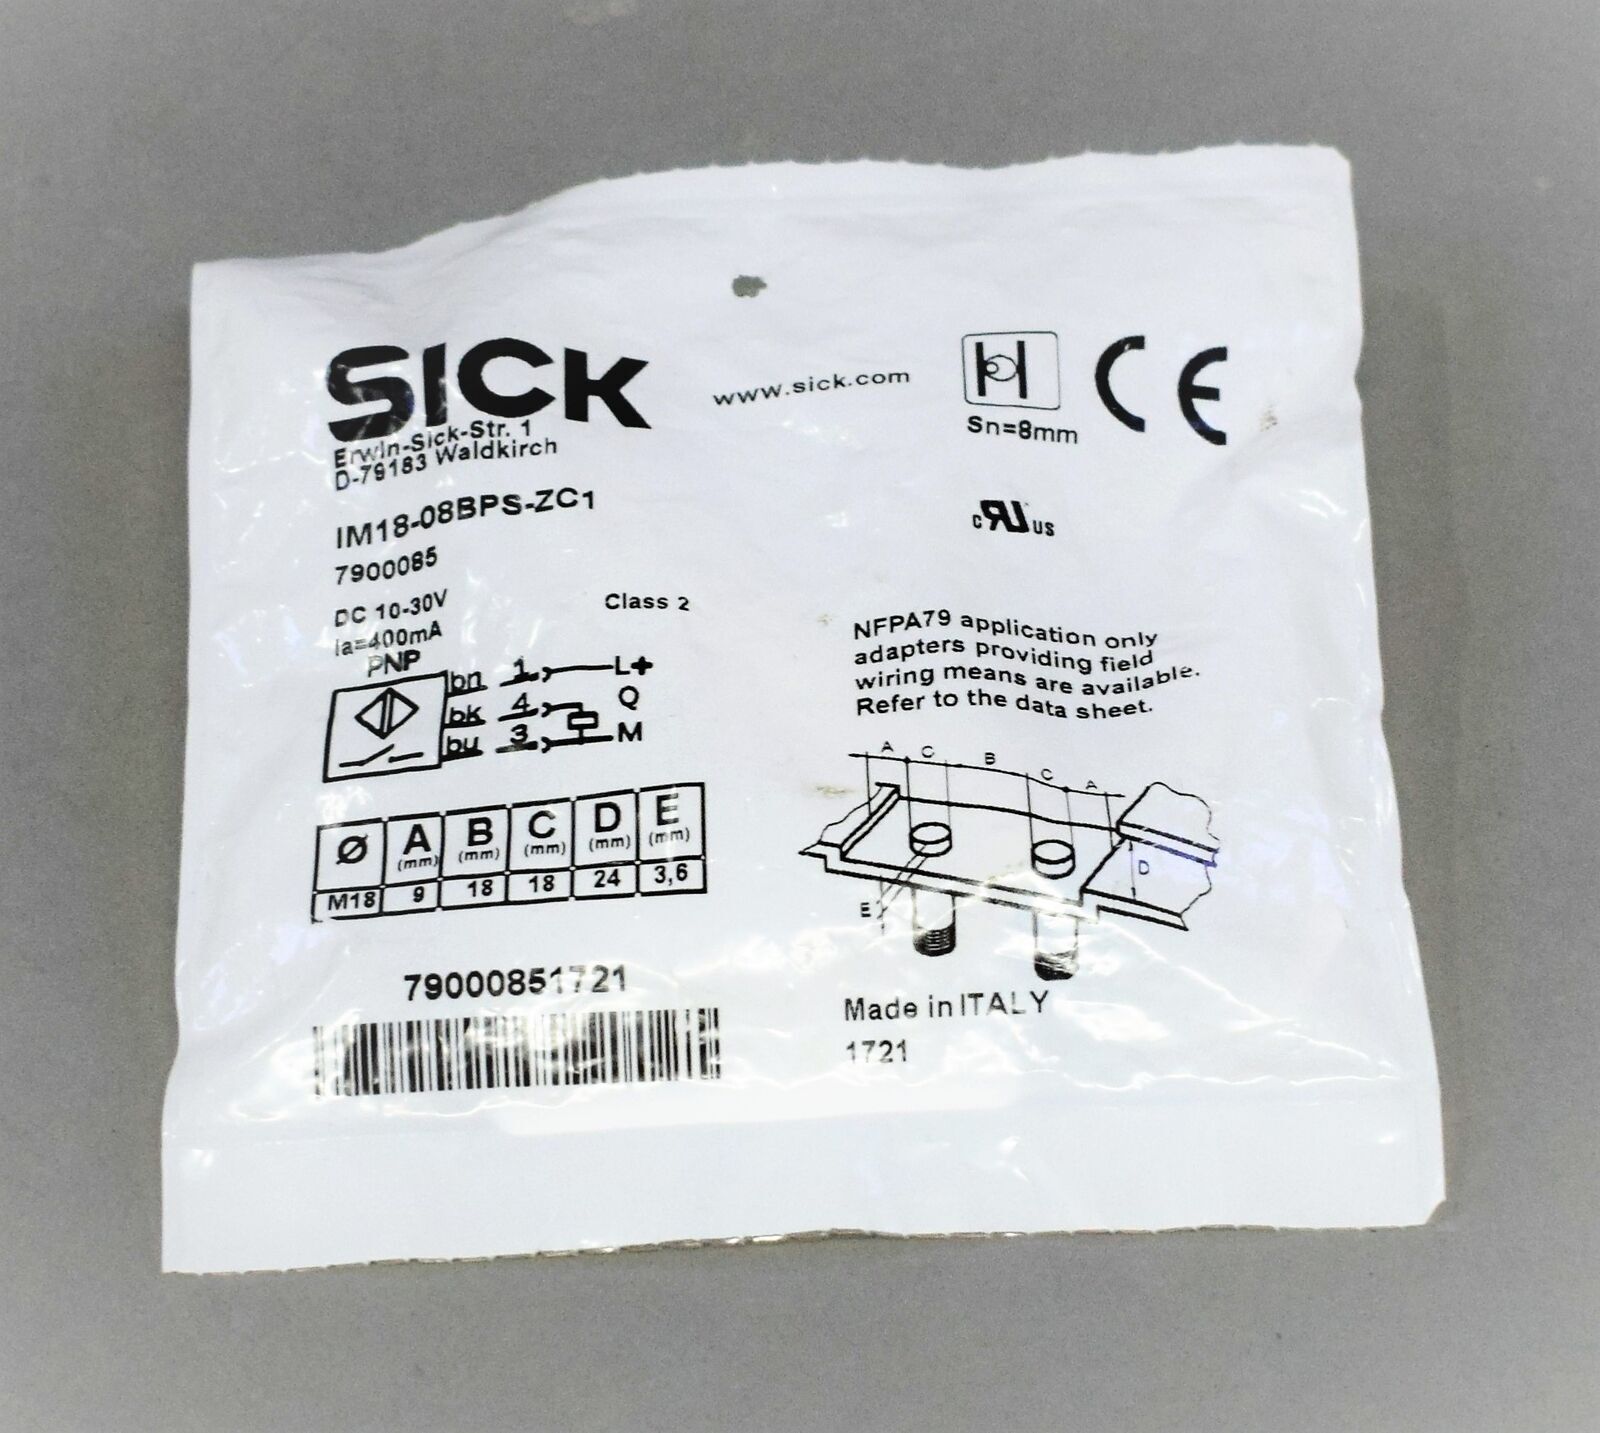 SICK
Erwin-Sick-Str. 1
D-79183 Waldkirch
www.sick.com
Sn=8mm
CE
IM18-08BPS-ZC1
7900085
c RU US
DC 10-30V
Class 2
Ia=400mA
PNP
bn 1 L+
bk 4 Q
bu 3 M
NFPA79 application only
adapters providing field
wiring means are available.
Refer to the data sheet.
A C B C A
D
E
Ø A (mm) B (mm) C (mm) D (mm) E (mm)
M18 9 18 18 24 3,6
79000851721
Made in ITALY
1721